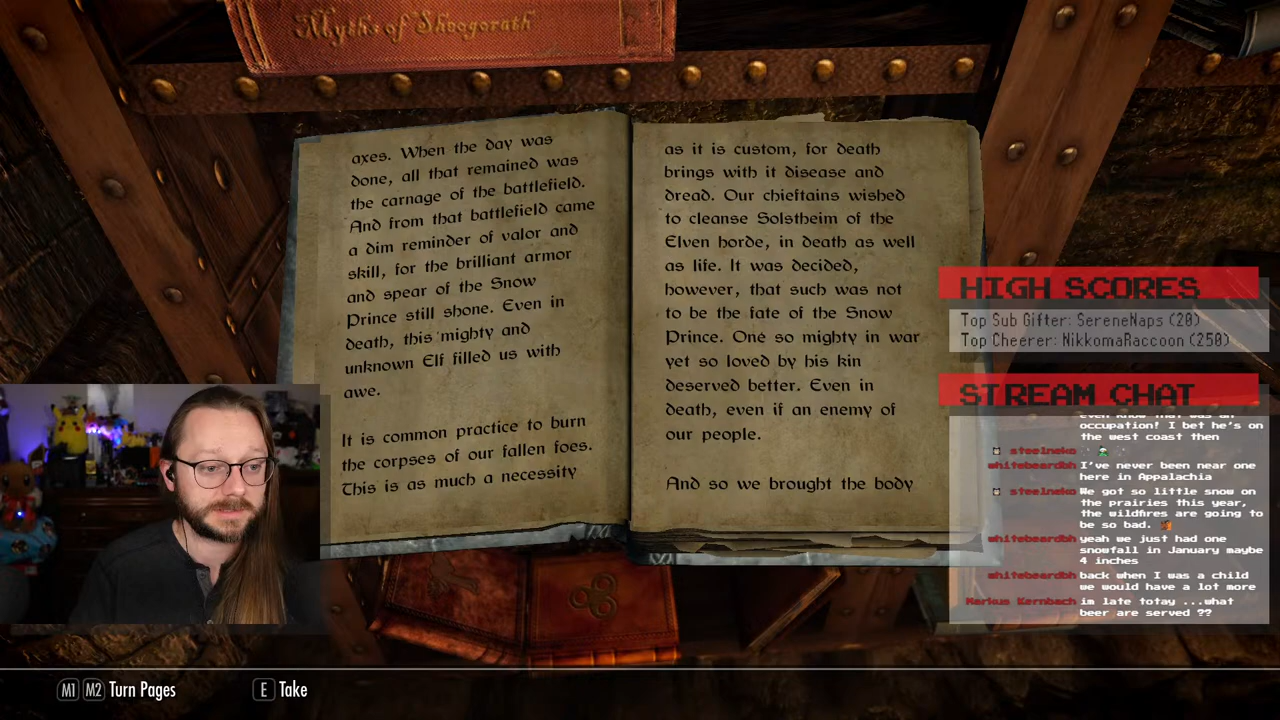 Myths of Sheogorath
axes. When the day was
done, all that remained was
the carnage of the battlefield.
And from that battlefield came
a dim reminder of valor and
skill, for the brilliant armor
and spear of the Snow
Prince still shone. Even in
death, this mighty and
unknown Elf filled us with
awe.
It is common practice to burn
the corpses of our fallen foes.
This is as much a necessity
as it is custom, for death
brings with it disease and
dread. Our chieftains wished
to cleanse Solstheim of the
Elven horde, in death as well
as life. It was decided,
however, that such was not
to be the fate of the Snow
Prince. One so mighty in war
yet so loved by his kin
deserved better. Even in
death, even if an enemy of
our people.
And so we brought the body
HIGH SCORES
Top Sub Gifter: SereneNaps (20)
Top Cheerer: NikkomaRaccoon (250)
STREAM CHAT
even know that was an
occupation! I bet he's on
the west coast then
steelneko
whitebeardbh I've never been near one
here in Appalachia
steelneko We got so little snow on
the prairies this year,
the wildfires are going to
be so bad.
whitebeardbh yeah we just had one
snowfall in January maybe
4 inches
whitebeardbh back when I was a child
we would have a lot more
Markus Kernbach im late totay ...what
beer are served ??
M1 M2 Turn Pages
E Take